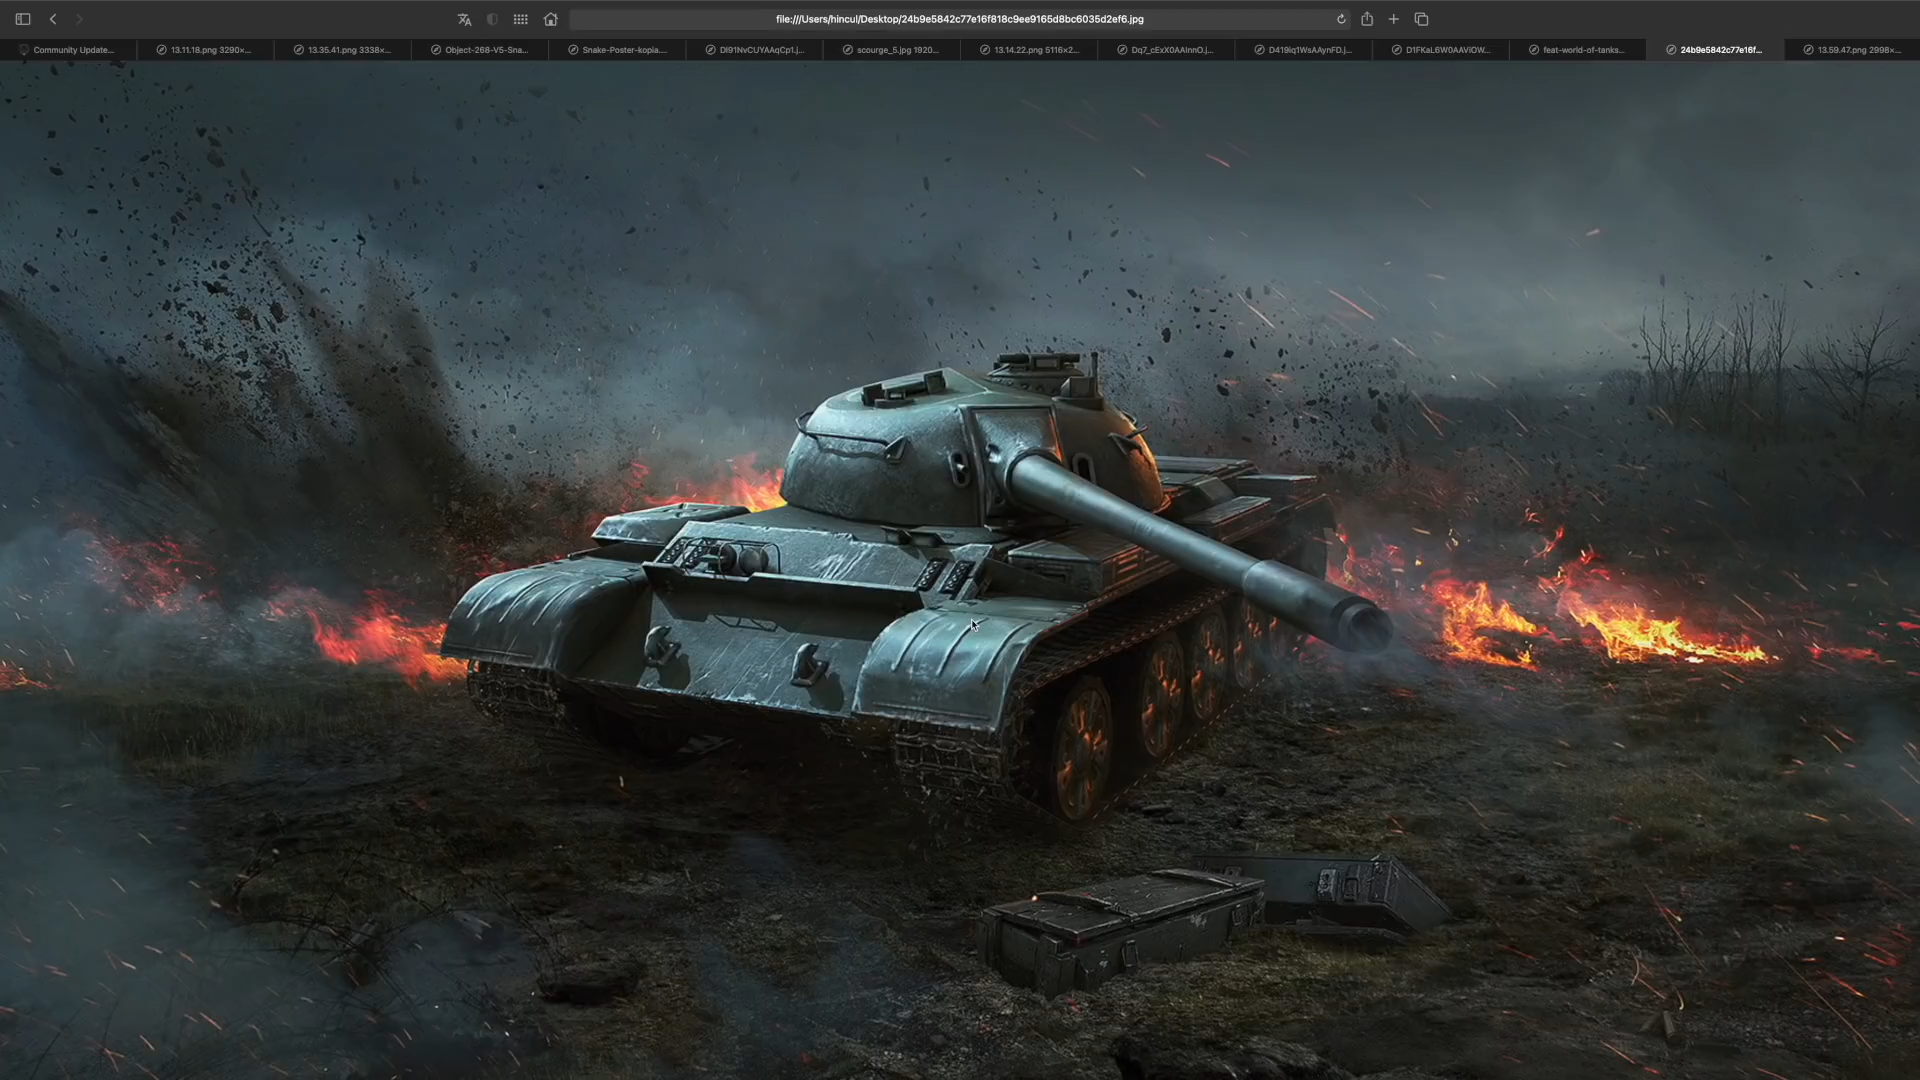 file:///Users/hincul/Desktop/24b9e5842c77e16f818c9ee9165d8bc6035d2ef6.jpg
Community Update...
13.11.18.png 3290×...
13.35.41.png 3338×...
Object-268-V5-Sna...
Snake-Poster-kopia....
DI91NvCUYAAqCp1.j...
scourge_5.jpg 1920...
13.14.22.png 5116×2...
Dq7_cExX0AAInnO.j...
D419iq1WsAAynFD.j...
D1FKaL6W0AAVIOW...
feat-world-of-tanks...
24b9e5842c77e16f...
13.59.47.png 2998×...